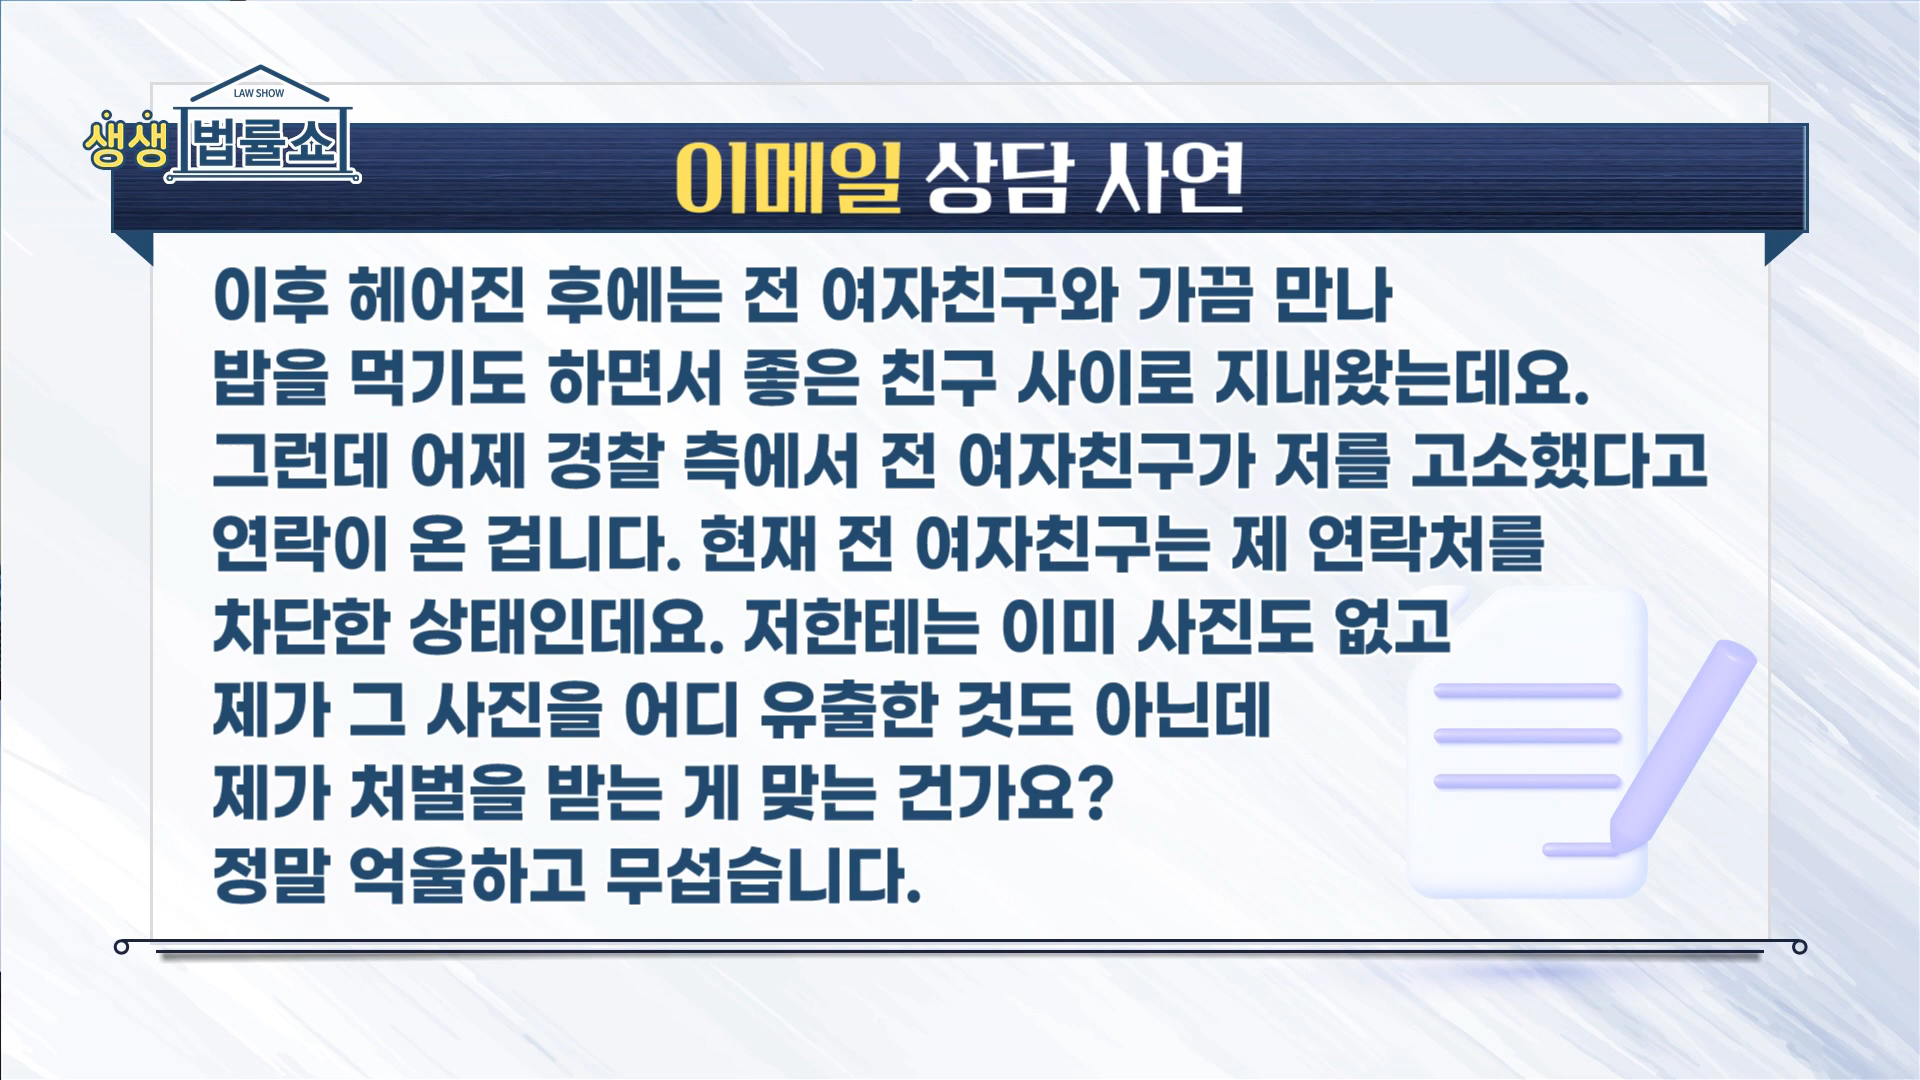 LAW SHOW
생생 법률쇼
이메일 상담 사연
이후 헤어진 후에는 전 여자친구와 가끔 만나
밥을 먹기도 하면서 좋은 친구 사이로 지내왔는데요.
그런데 어제 경찰 측에서 전 여자친구가 저를 고소했다고
연락이 온 겁니다. 현재 전 여자친구는 제 연락처를
차단한 상태인데요. 저한테는 이미 사진도 없고
제가 그 사진을 어디 유출한 것도 아닌데
제가 처벌을 받는 게 맞는 건가요?
정말 억울하고 무섭습니다.